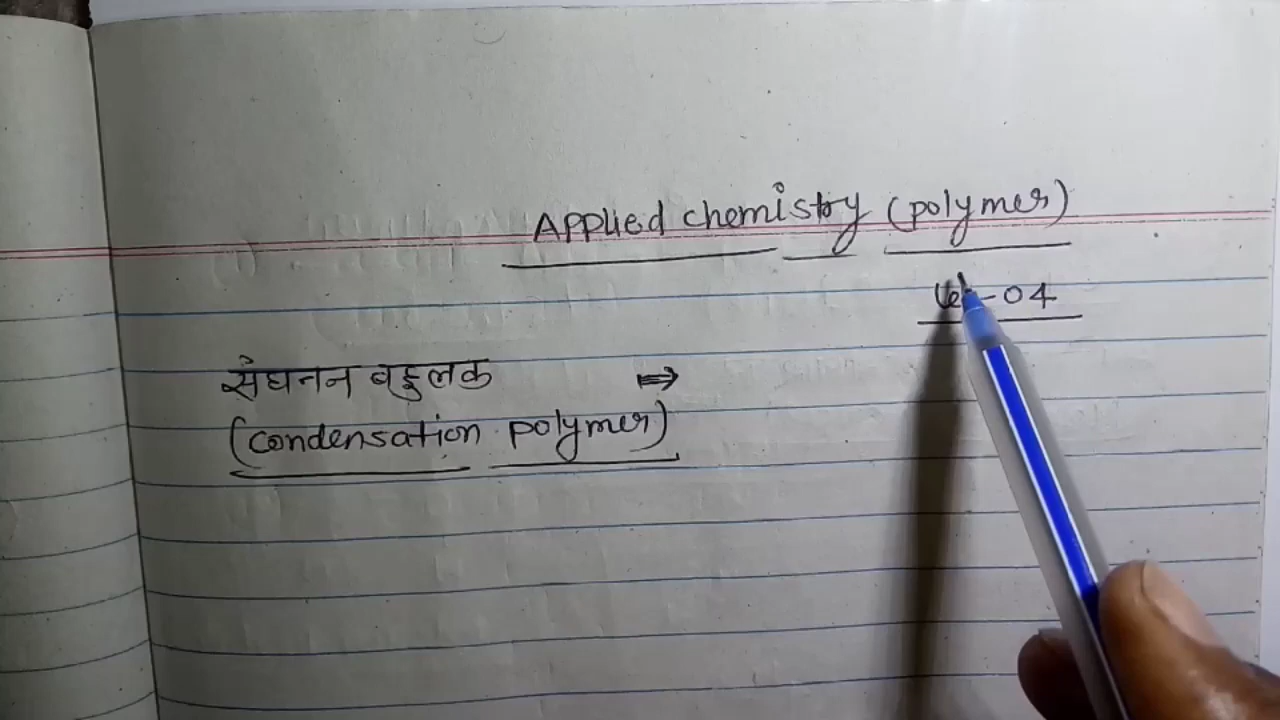 Applied chemistry (polymer)
-04
संघनन बहुलक ⇒
(condensation polymer)